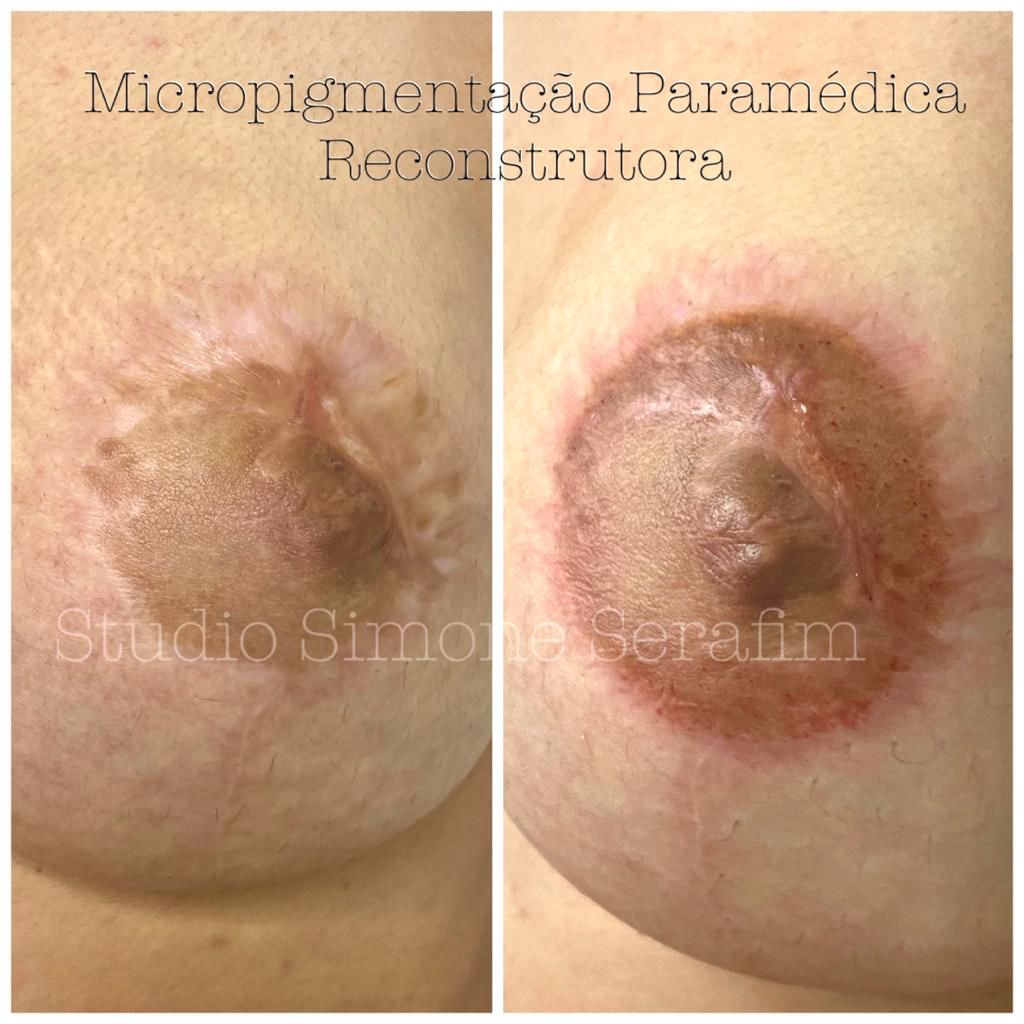 Micropigmentação Paramédica
Reconstrutora
Studio Simone Serafim